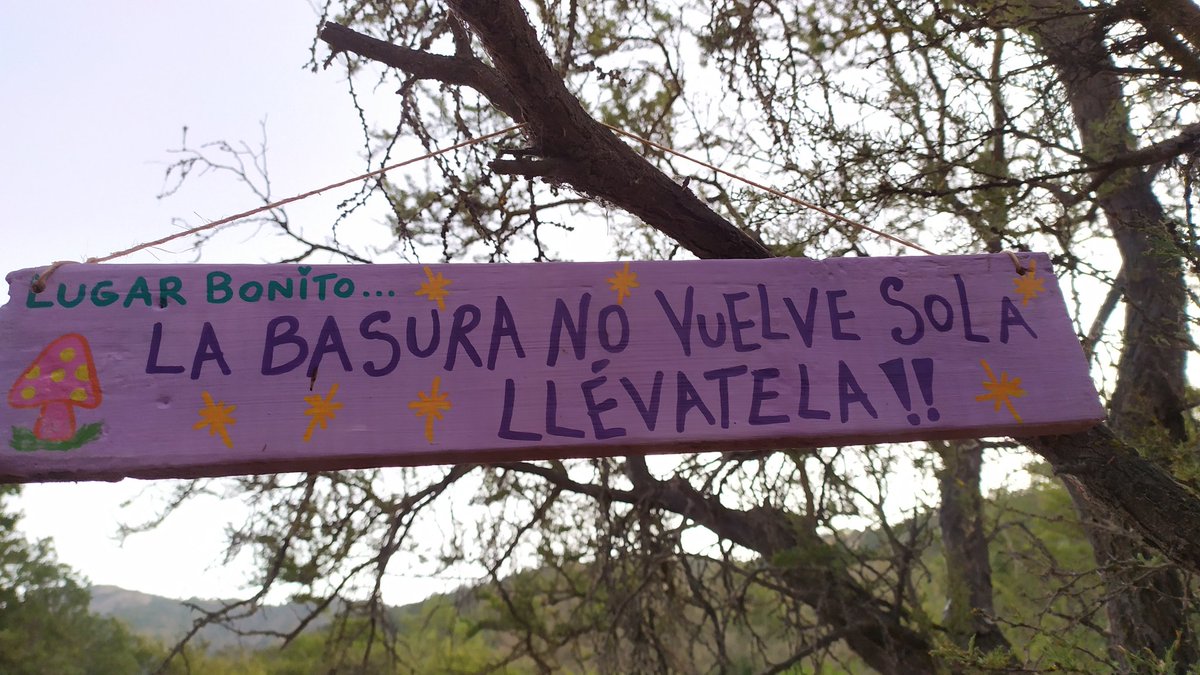 LUGAR BONITO...
LA BASURA NO VUELVE SOLA
LLÉVATELA!!